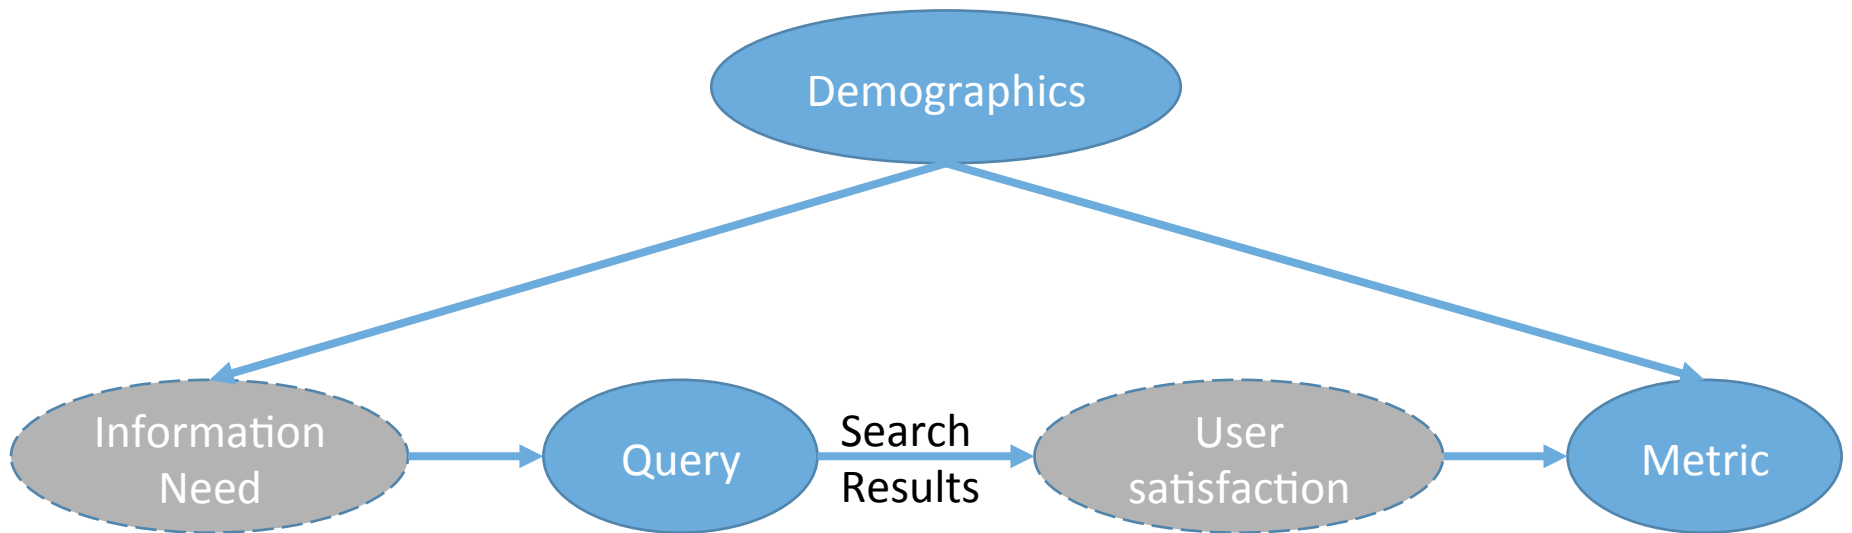 Demographics
Information
Need
Query
Search
Results
User
satisfaction
Metric